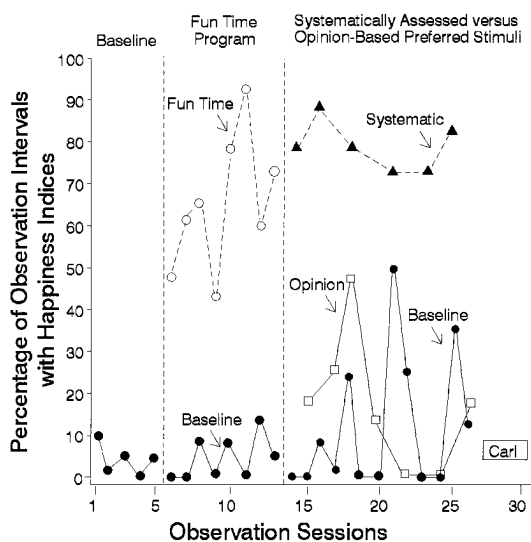 Baseline
Fun Time
Program
Systematically Assessed versus
Opinion-Based Preferred Stimuli
Percentage of Observation Intervals
with Happiness Indices
100
90
80
70
60
50
40
30
20
10
0
Fun Time
Systematic
Opinion
Baseline
Baseline
Carl
1
5
10
15
20
25
30
Observation Sessions